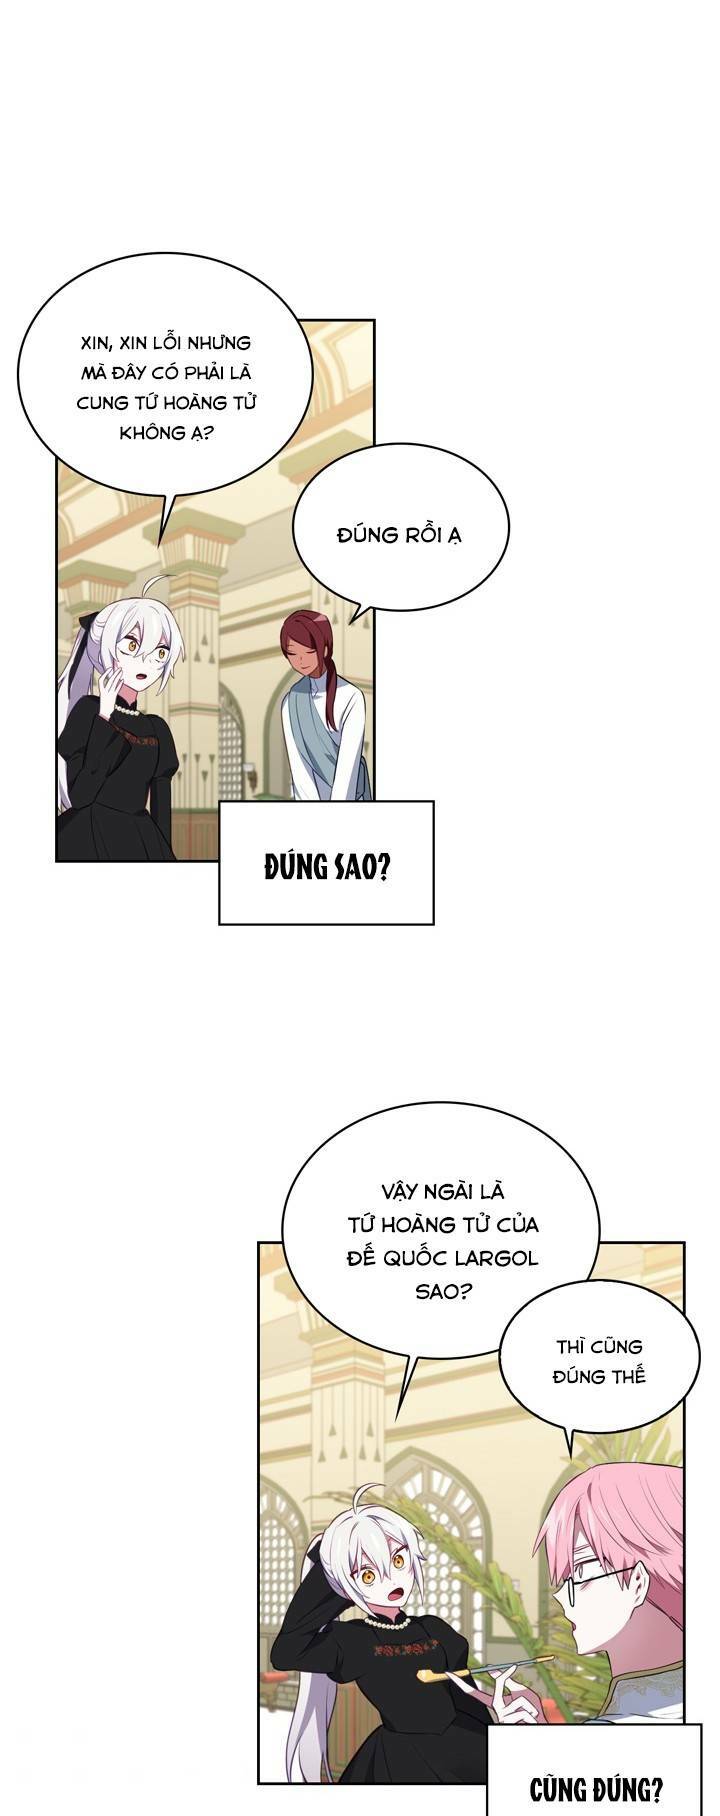 XIN, XIN LỖI NHƯNG
MÀ ĐÂY CÓ PHẢI LÀ
CUNG TỨ HOÀNG TỬ
KHÔNG Ạ?
ĐÚNG RỒI Ạ
ĐÚNG SAO?
VẬY NGÀI LÀ
TỨ HOÀNG TỬ CỦA
ĐẾ QUỐC LARGOL
SAO?
THÌ CŨNG
ĐÚNG THẾ
CŨNG ĐÚNG?